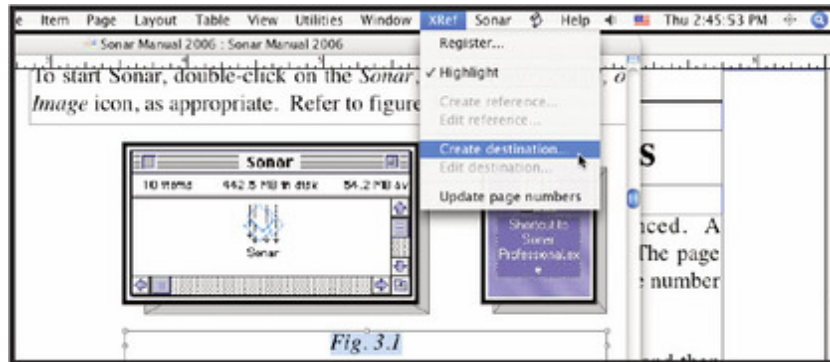 Item Page Layout Table View Utilities Window XRef Sonar Help Thu 2:45:53 PM
Sonar Manual 2006 : Sonar Manual 2006
Register...
✓ Highlight
Create reference...
Edit reference...
Create destination...
Edit destination...
Update page numbers
To start Sonar, double-click on the Sonar,
Image icon, as appropriate. Refer to figure
Sonar
10 items 442.5 MB in disk 54.2 MB av
Sonar
Shortcut to
Sonar
Professional.ex
e
s
nced. A
The page
number
Fig. 3.1
and then